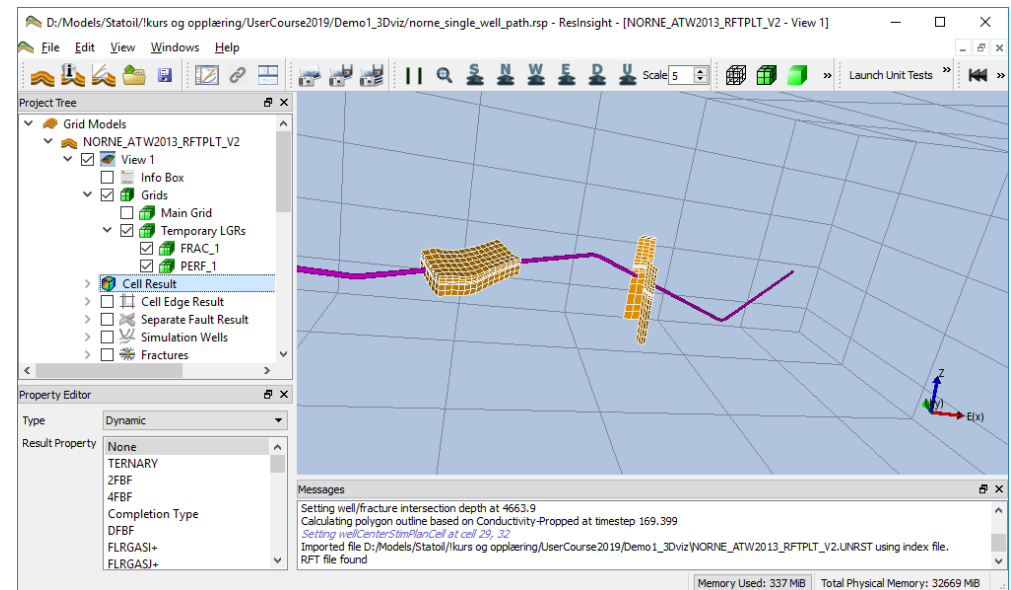 D:/Models/Statoil/!kurs og opplæring/UserCourse2019/Demo1_3Dviz/norne_single_well_path.rsp - ResInsight - [NORNE_ATW2013_RFTPLT_V2 - View 1]
File Edit View Windows Help
S N W E D U Scale 5 » Launch Unit Tests » »
Project Tree
Grid Models
NORNE_ATW2013_RFTPLT_V2
View 1
Info Box
Grids
Main Grid
Temporary LGRs
FRAC_1
PERF_1
Cell Result
Cell Edge Result
Separate Fault Result
Simulation Wells
Fractures
Z
E(x)
Property Editor
Type Dynamic
Result Property None
TERNARY
2FBF
4FBF
Completion Type
DFBF
FLRGASI+
FLRGASJ+
Messages
Setting well/fracture intersection depth at 4663.9
Calculating polygon outline based on Conductivity-Propped at timestep 169.399
Setting wellCenterStimPlanCell at cell 29, 32
Imported file D:/Models/Statoil/!kurs og opplæring/UserCourse2019/Demo1_3Dviz\NORNE_ATW2013_RFTPLT_V2.UNRST using index file.
RFT file found
Memory Used: 337 MiB Total Physical Memory: 32669 MiB